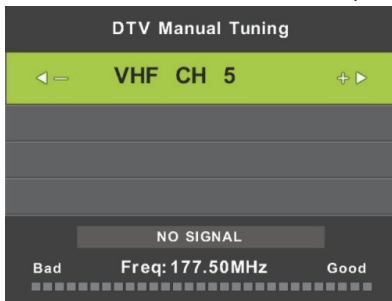 DTV Manual Tuning
VHF CH 5
NO SIGNAL
Bad Freq:177.50MHz Good